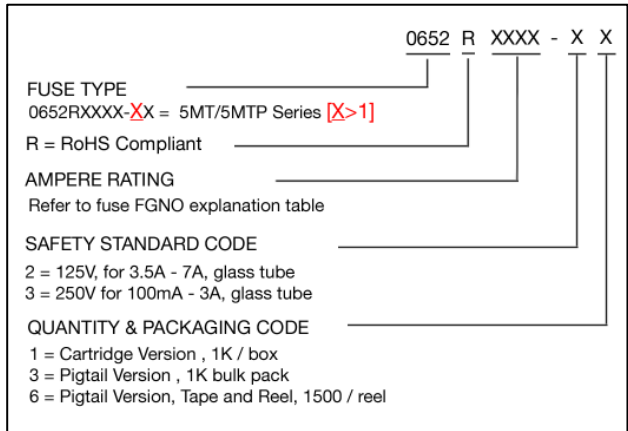 0652 R XXXX - X X
FUSE TYPE
0652RXXXX-XX = 5MT/5MTP Series [X>1]
R = RoHS Compliant
AMPERE RATING
Refer to fuse FGNO explanation table
SAFETY STANDARD CODE
2 = 125V, for 3.5A - 7A, glass tube
3 = 250V for 100mA - 3A, glass tube
QUANTITY & PACKAGING CODE
1 = Cartridge Version , 1K / box
3 = Pigtail Version , 1K bulk pack
6 = Pigtail Version, Tape and Reel, 1500 / reel